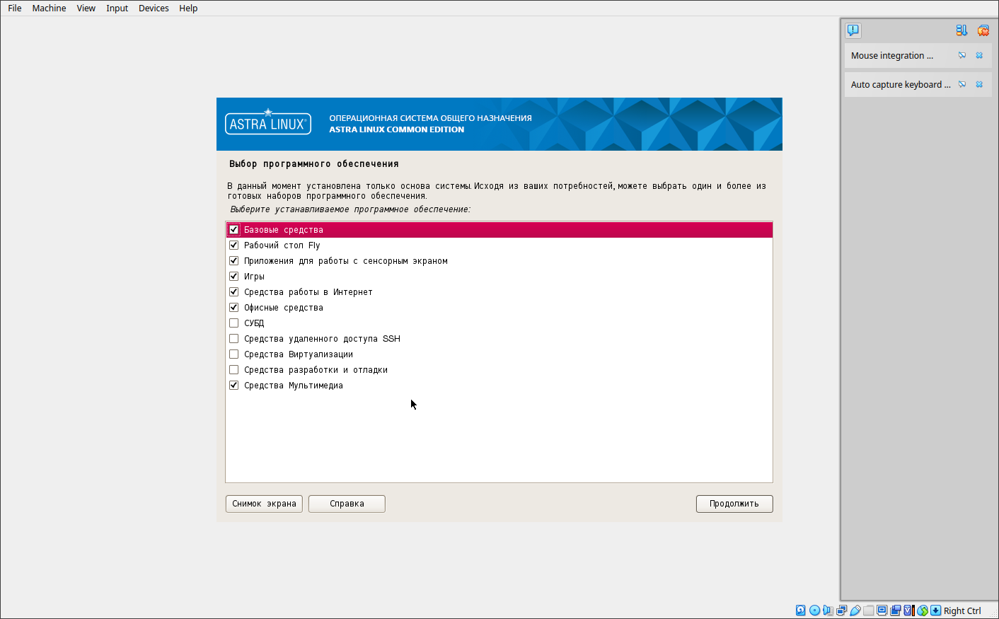 File Machine View Input Devices Help
Mouse integration ...
Auto capture keyboard ...
ASTRA LINUX®
ОПЕРАЦИОННАЯ СИСТЕМА ОБЩЕГО НАЗНАЧЕНИЯ
ASTRA LINUX COMMON EDITION
Выбор программного обеспечения
В данный момент установлена только основа системы. Исходя из ваших потребностей, можете выбрать один и более из
готовых наборов программного обеспечения.
Выберите устанавливаемое программное обеспечение:
Базовые средства
Рабочий стол Fly
Приложения для работы с сенсорным экраном
Игры
Средства работы в Интернет
Офисные средства
СУБД
Средства удаленного доступа SSH
Средства Виртуализации
Средства разработки и отладки
Средства Мультимедиа
Снимок экрана Справка Продолжить
Right Ctrl